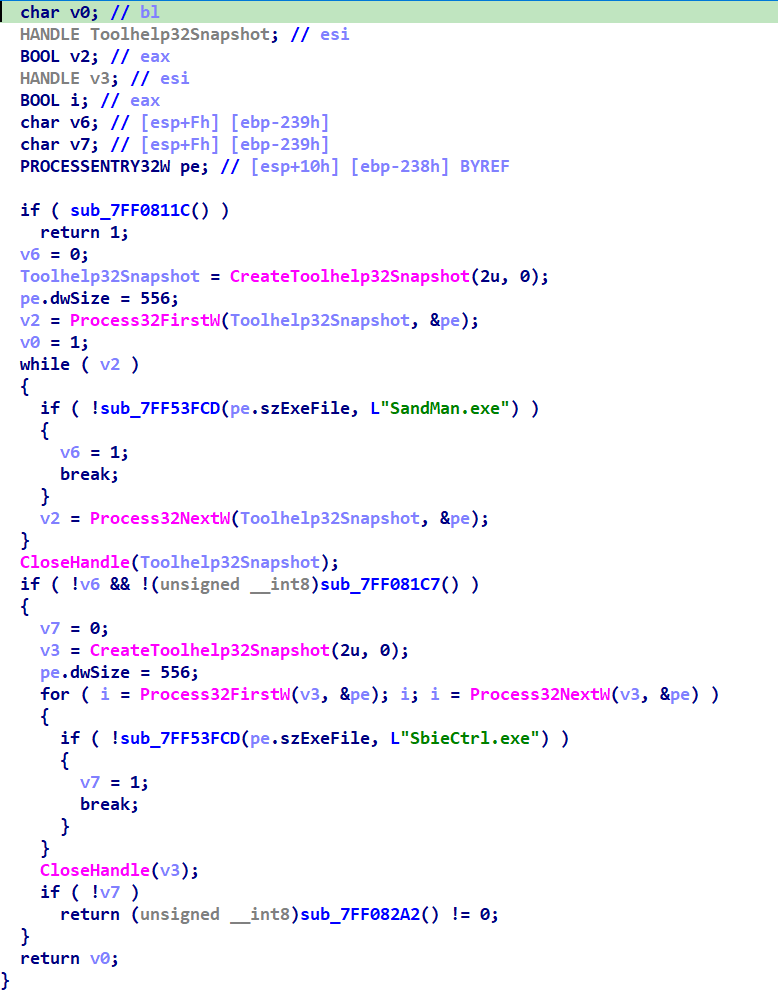 char v0; // bl
HANDLE Toolhelp32Snapshot; // esi
BOOL v2; // eax
HANDLE v3; // esi
BOOL i; // eax
char v6; // [esp+Fh] [ebp-239h]
char v7; // [esp+Fh] [ebp-239h]
PROCESSENTRY32W pe; // [esp+10h] [ebp-238h] BYREF

if ( sub_7FF0811C() )
  return 1;
v6 = 0;
Toolhelp32Snapshot = CreateToolhelp32Snapshot(2u, 0);
pe.dwSize = 556;
v2 = Process32FirstW(Toolhelp32Snapshot, &pe);
v0 = 1;
while ( v2 )
{
  if ( !sub_7FF53FCD(pe.szExeFile, L"SandMan.exe") )
  {
    v6 = 1;
    break;
  }
  v2 = Process32NextW(Toolhelp32Snapshot, &pe);
}
CloseHandle(Toolhelp32Snapshot);
if ( !v6 && !(unsigned __int8)sub_7FF081C7() )
{
  v7 = 0;
  v3 = CreateToolhelp32Snapshot(2u, 0);
  pe.dwSize = 556;
  for ( i = Process32FirstW(v3, &pe); i; i = Process32NextW(v3, &pe) )
  {
    if ( !sub_7FF53FCD(pe.szExeFile, L"SbieCtrl.exe") )
    {
      v7 = 1;
      break;
    }
  }
  CloseHandle(v3);
  if ( !v7 )
    return (unsigned __int8)sub_7FF082A2() != 0;
}
return v0;
}